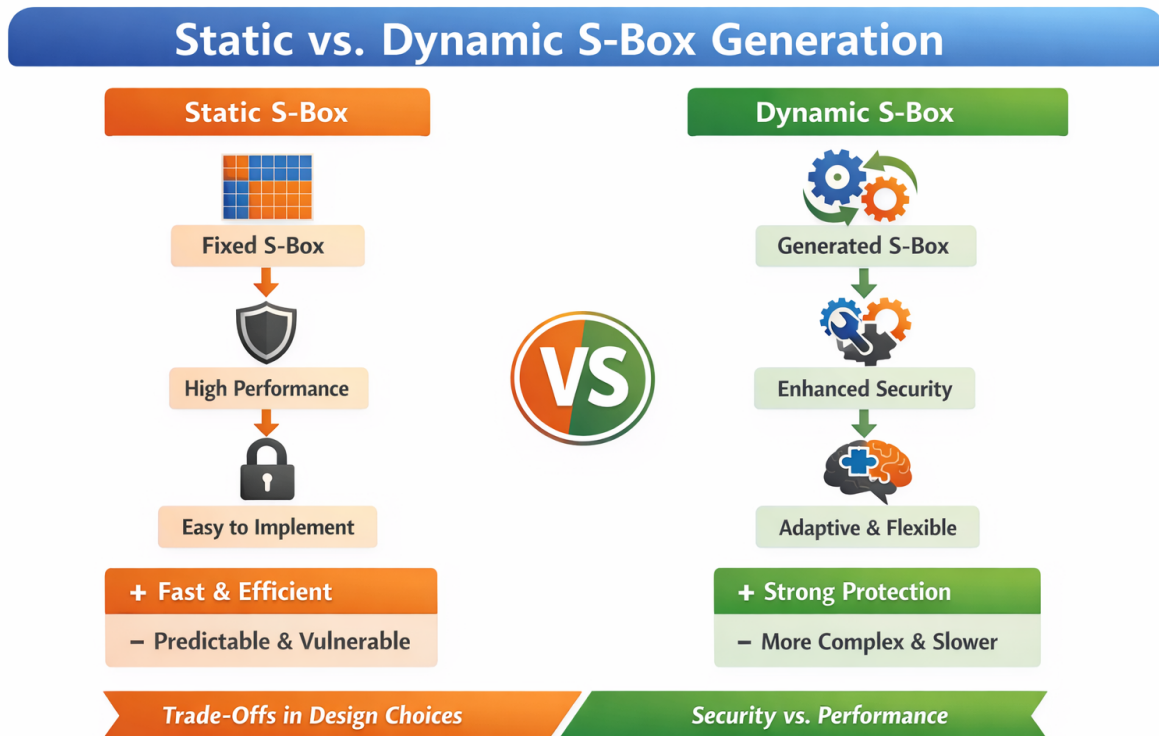 Static vs. Dynamic S-Box Generation
Static S-Box
Fixed S-Box
High Performance
Easy to Implement
+ Fast & Efficient
− Predictable & Vulnerable
VS
Dynamic S-Box
Generated S-Box
Enhanced Security
Adaptive & Flexible
+ Strong Protection
− More Complex & Slower
Trade-Offs in Design Choices
Security vs. Performance